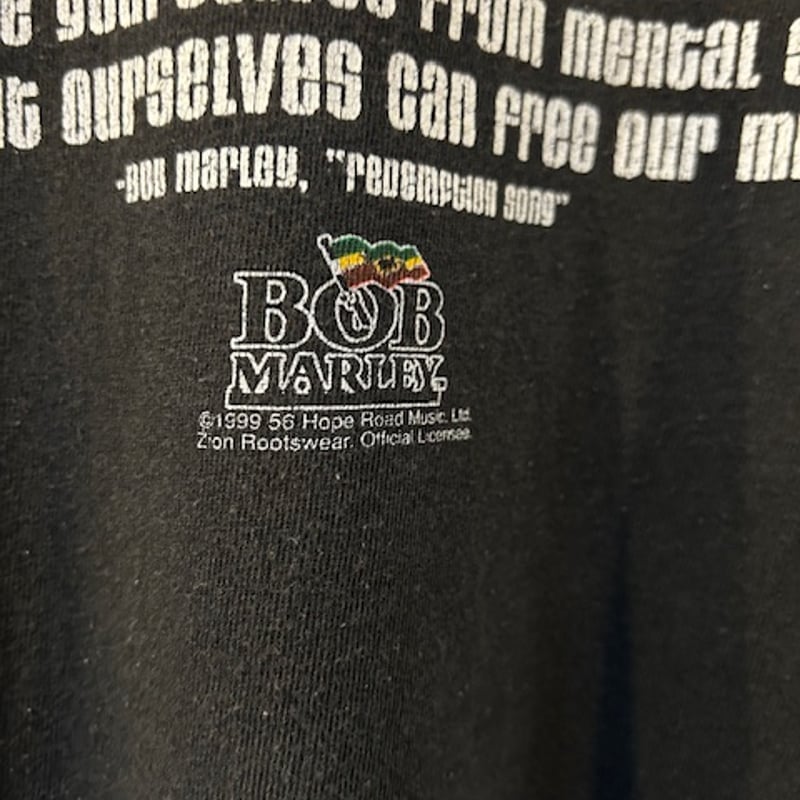 yourselves from mental
ourselves can free our
-Bob Marley, "redemption song"
BOB
MARLEY
©1999 56 Hope Road Music, Ltd.
Zion Rootswear. Official Licensee.